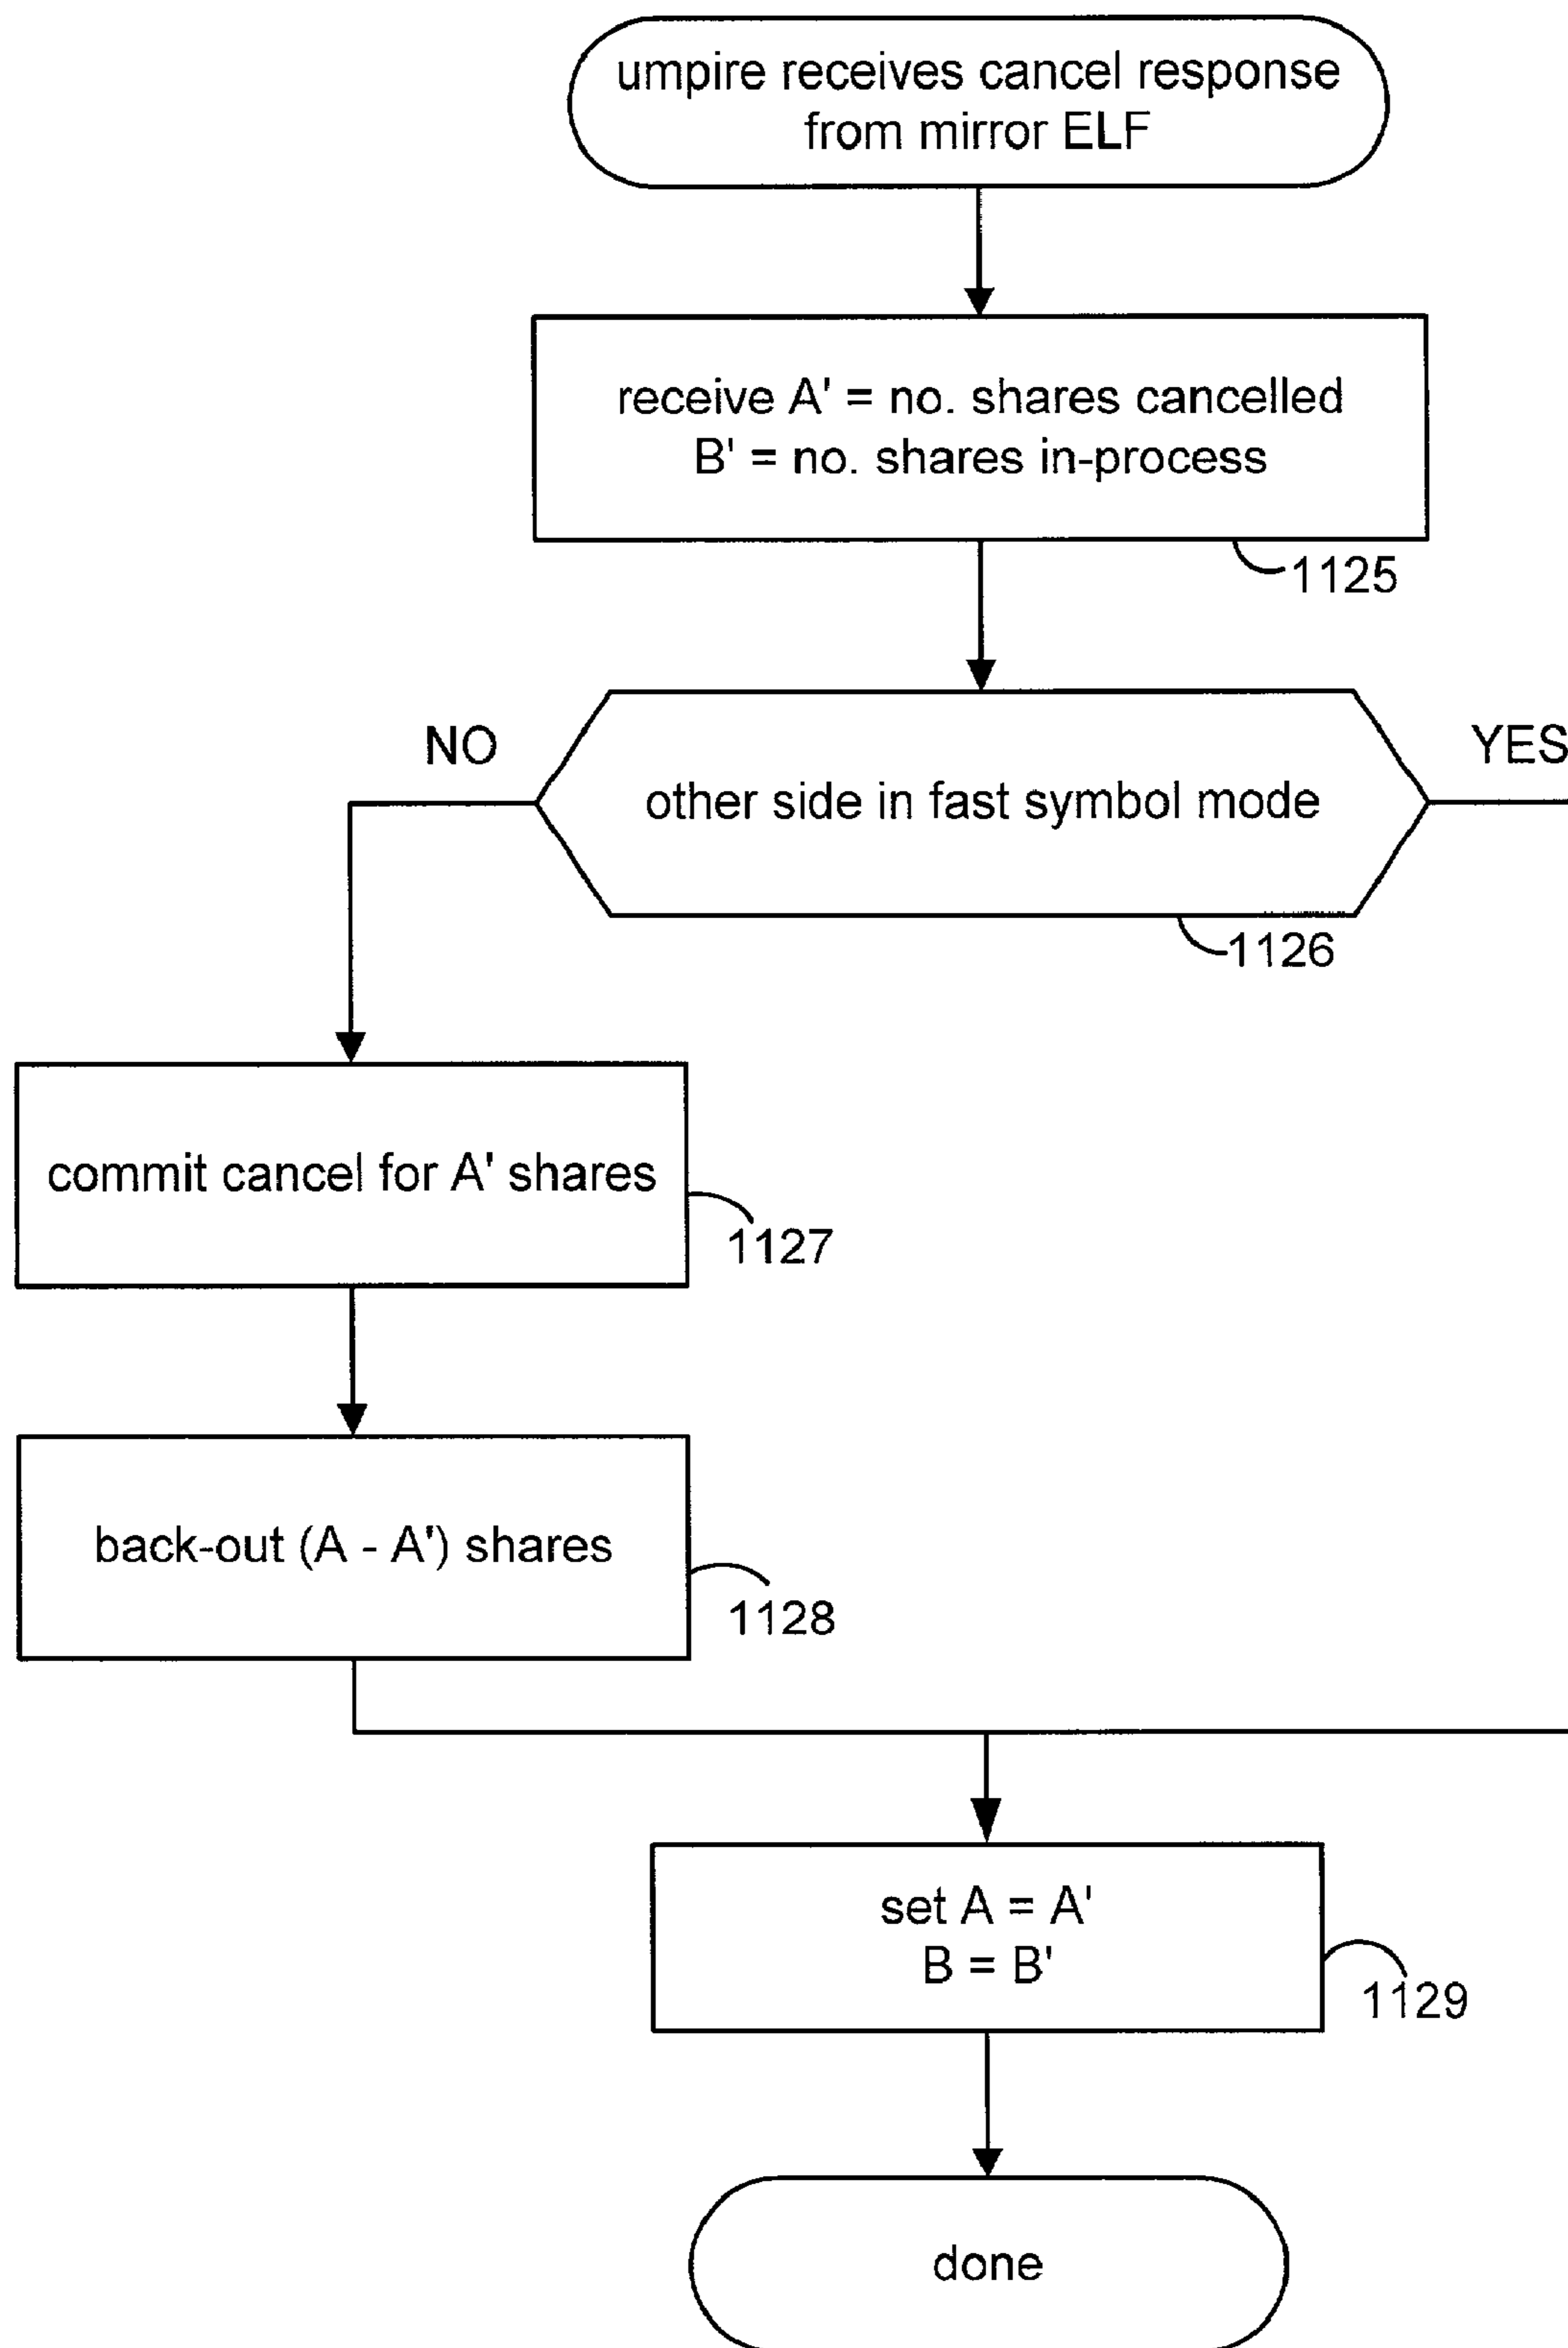 umpire receives cancel response
from mirror ELF
receive A' = no. shares cancelled
B' = no. shares in-process
1125
NO
YES
other side in fast symbol mode
1126
commit cancel for A' shares
1127
back-out (A - A') shares
1128
set A = A'
B = B'
1129
done